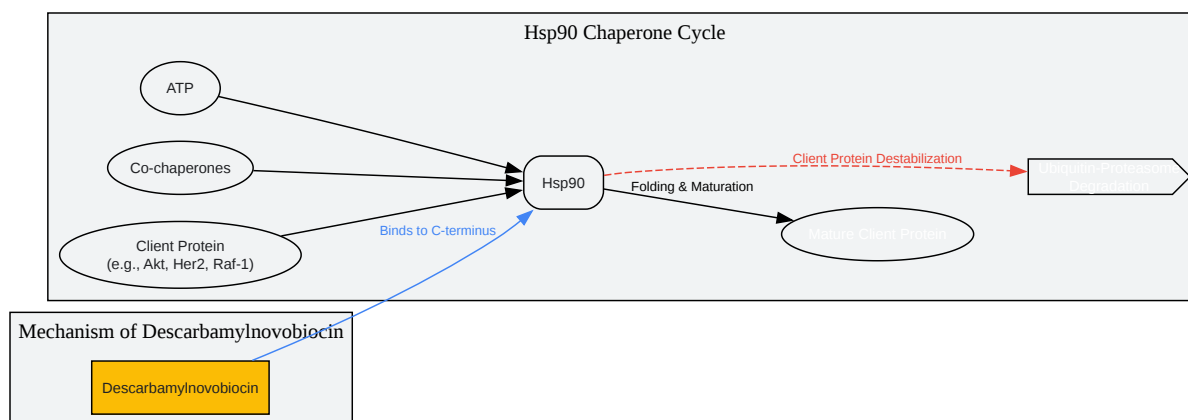 Hsp90 Chaperone Cycle
ATP
Co-chaperones
Client Protein
(e.g., Akt, Her2, Raf-1)
Hsp90
Binds to C-terminus
Client Protein Destabilization
Folding & Maturation
Ubiquitin-Proteasome
Degradation
Mature Client Protein
Mechanism of Descarbamylnovobiocin
Descarbamylnovobiocin